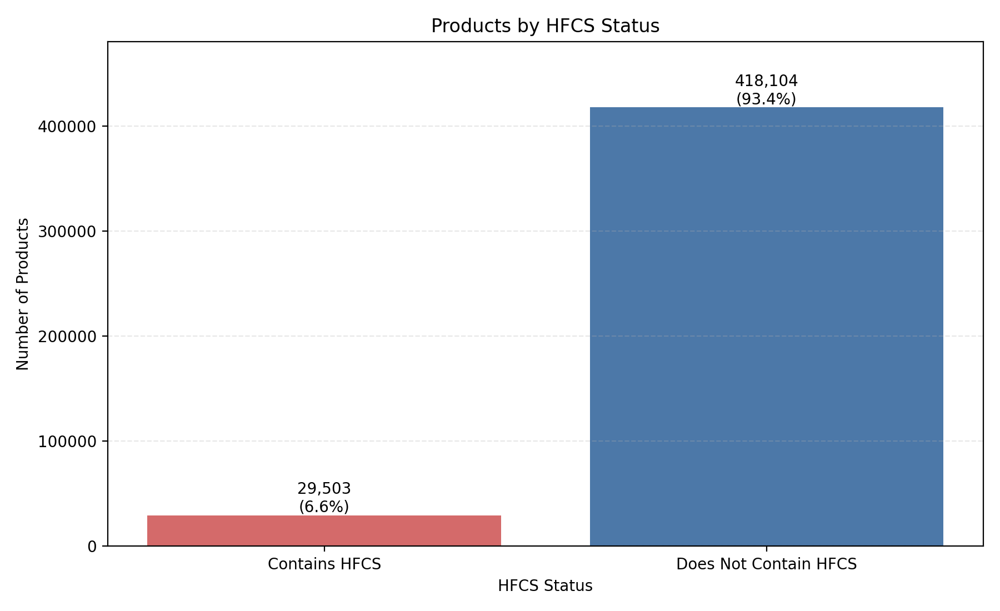 Products by HFCS Status
Number of Products
400000
300000
200000
100000
0
418,104
(93.4%)
29,503
(6.6%)
Contains HFCS
Does Not Contain HFCS
HFCS Status